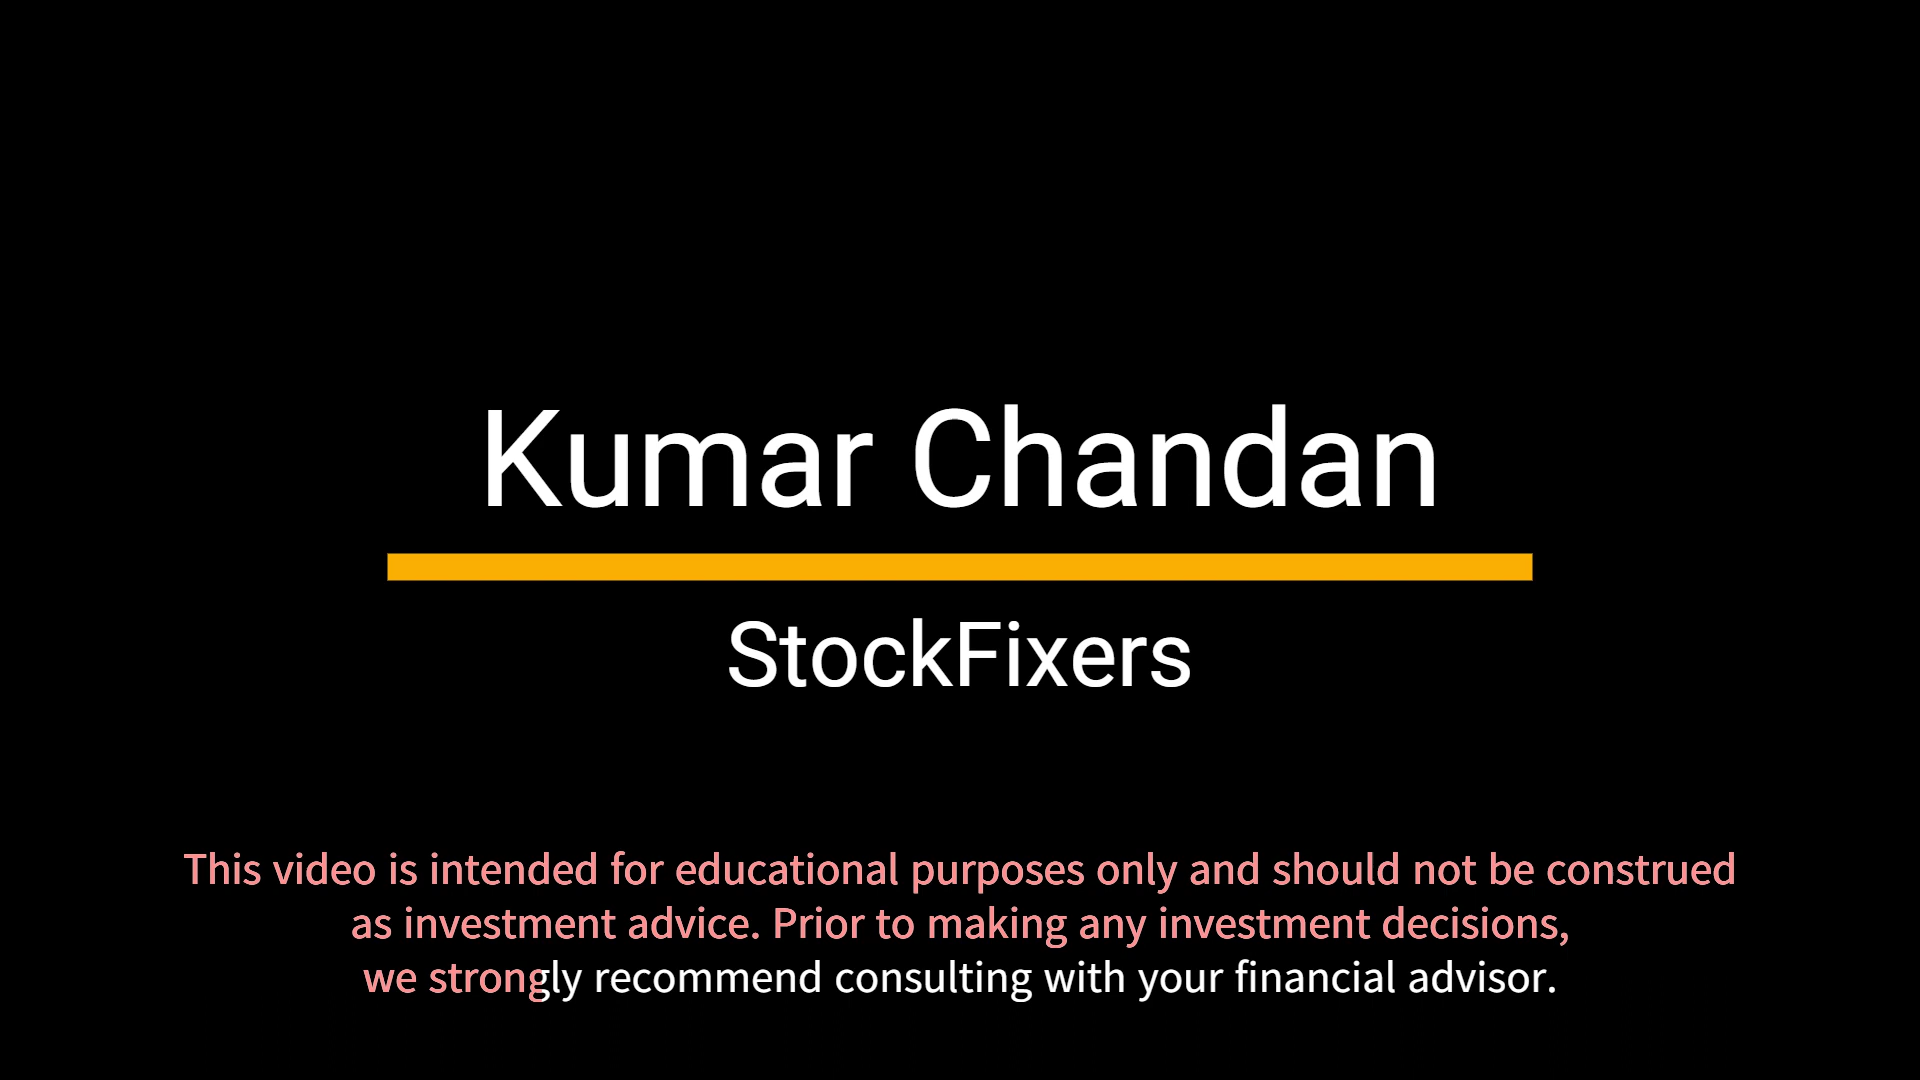 Kumar Chandan
StockFixers
This video is intended for educational purposes only and should not be construed
as investment advice. Prior to making any investment decisions,
we strongly recommend consulting with your financial advisor.